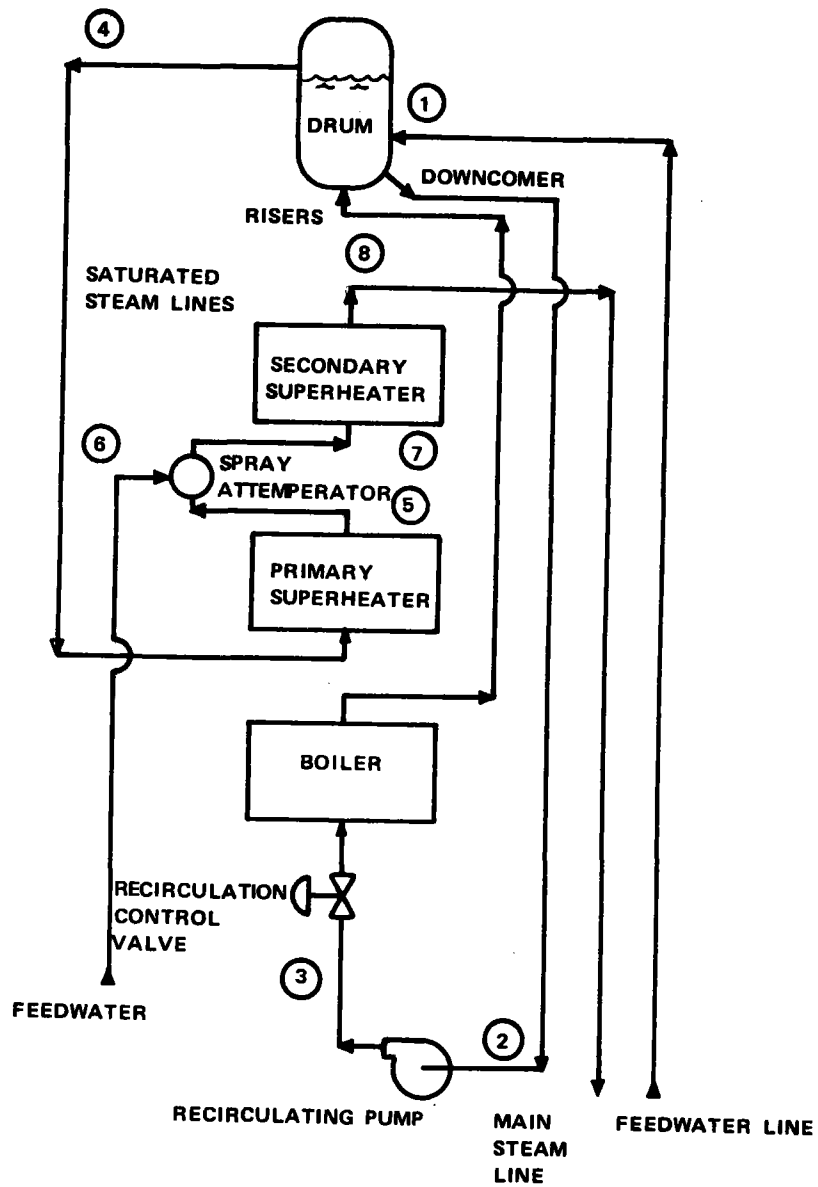 4
1
DRUM
DOWNCOMER
RISERS
8
SATURATED
STEAM LINES
SECONDARY
SUPERHEATER
6
7
SPRAY
ATTEMPERATOR
5
PRIMARY
SUPERHEATER
BOILER
RECIRCULATION
CONTROL
VALVE
3
FEEDWATER
2
RECIRCULATING PUMP
MAIN
STEAM
LINE
FEEDWATER LINE